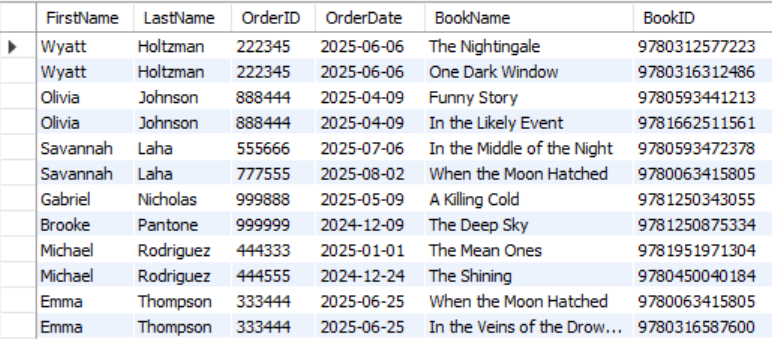 FirstName LastName OrderID OrderDate BookName BookID
Wyatt Holtzman 222345 2025-06-06 The Nightingale 9780312577223
Wyatt Holtzman 222345 2025-06-06 One Dark Window 9780316312486
Olivia Johnson 888444 2025-04-09 Funny Story 9780593441213
Olivia Johnson 888444 2025-04-09 In the Likely Event 9781662511561
Savannah Laha 555666 2025-07-06 In the Middle of the Night 9780593472378
Savannah Laha 777555 2025-08-02 When the Moon Hatched 9780063415805
Gabriel Nicholas 999888 2025-05-09 A Killing Cold 9781250343055
Brooke Pantone 999999 2024-12-09 The Deep Sky 9781250875334
Michael Rodriguez 444333 2025-01-01 The Mean Ones 9781951971304
Michael Rodriguez 444555 2024-12-24 The Shining 9780450040184
Emma Thompson 333444 2025-06-25 When the Moon Hatched 9780063415805
Emma Thompson 333444 2025-06-25 In the Veins of the Drow... 9780316587600